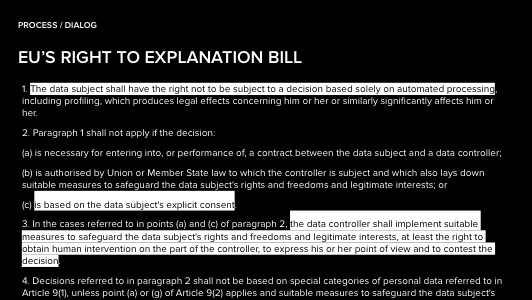 PROCESS / DIALOG
EU'S RIGHT TO EXPLANATION BILL
1. The data subject shall have the right not to be subject to a decision based solely on automated processing,
including profiling, which produces legal effects concerning him or her or similarly significantly affects him or
her.
2. Paragraph 1 shall not apply if the decision:
(a) is necessary for entering into, or performance of, a contract between the data subject and a data controller;
(b) is authorised by Union or Member State law to which the controller is subject and which also lays down
suitable measures to safeguard the data subject's rights and freedoms and legitimate interests; or
(c) is based on the data subject's explicit consent.
3. In the cases referred to in points (a) and (c) of paragraph 2, the data controller shall implement suitable
measures to safeguard the data subject's rights and freedoms and legitimate interests, at least the right to
obtain human intervention on the part of the controller, to express his or her point of view and to contest the
decision.
4. Decisions referred to in paragraph 2 shall not be based on special categories of personal data referred to in
Article 9(1), unless point (a) or (g) of Article 9(2) applies and suitable measures to safeguard the data subject's